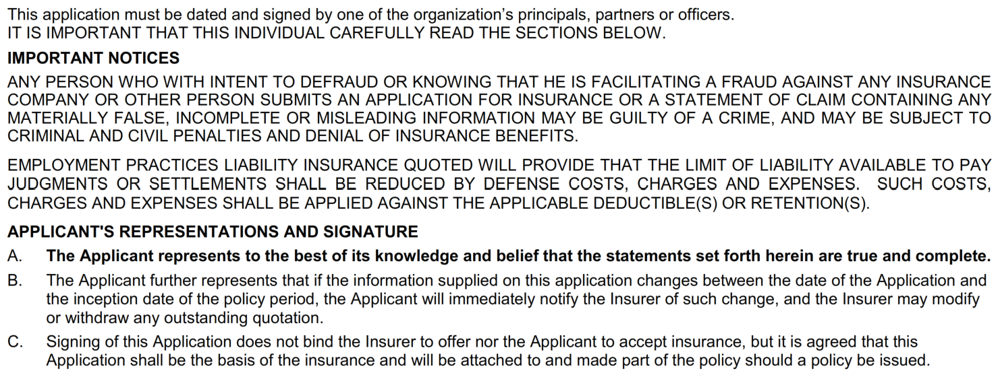 This application must be dated and signed by one of the organization’s principals, partners or officers.
IT IS IMPORTANT THAT THIS INDIVIDUAL CAREFULLY READ THE SECTIONS BELOW.
IMPORTANT NOTICES
ANY PERSON WHO WITH INTENT TO DEFRAUD OR KNOWING THAT HE IS FACILITATING A FRAUD AGAINST ANY INSURANCE
COMPANY OR OTHER PERSON SUBMITS AN APPLICATION FOR INSURANCE OR A STATEMENT OF CLAIM CONTAINING ANY
MATERIALLY FALSE, INCOMPLETE OR MISLEADING INFORMATION MAY BE GUILTY OF A CRIME, AND MAY BE SUBJECT TO
CRIMINAL AND CIVIL PENALTIES AND DENIAL OF INSURANCE BENEFITS.
EMPLOYMENT PRACTICES LIABILITY INSURANCE QUOTED WILL PROVIDE THAT THE LIMIT OF LIABILITY AVAILABLE TO PAY
JUDGMENTS OR SETTLEMENTS SHALL BE REDUCED BY DEFENSE COSTS, CHARGES AND EXPENSES. SUCH COSTS,
CHARGES AND EXPENSES SHALL BE APPLIED AGAINST THE APPLICABLE DEDUCTIBLE(S) OR RETENTION(S).
APPLICANT'S REPRESENTATIONS AND SIGNATURE
A. The Applicant represents to the best of its knowledge and belief that the statements set forth herein are true and complete.
B. The Applicant further represents that if the information supplied on this application changes between the date of the Application and
the inception date of the policy period, the Applicant will immediately notify the Insurer of such change, and the Insurer may modify
or withdraw any outstanding quotation.
C. Signing of this Application does not bind the Insurer to offer nor the Applicant to accept insurance, but it is agreed that this
Application shall be the basis of the insurance and will be attached to and made part of the policy should a policy be issued.